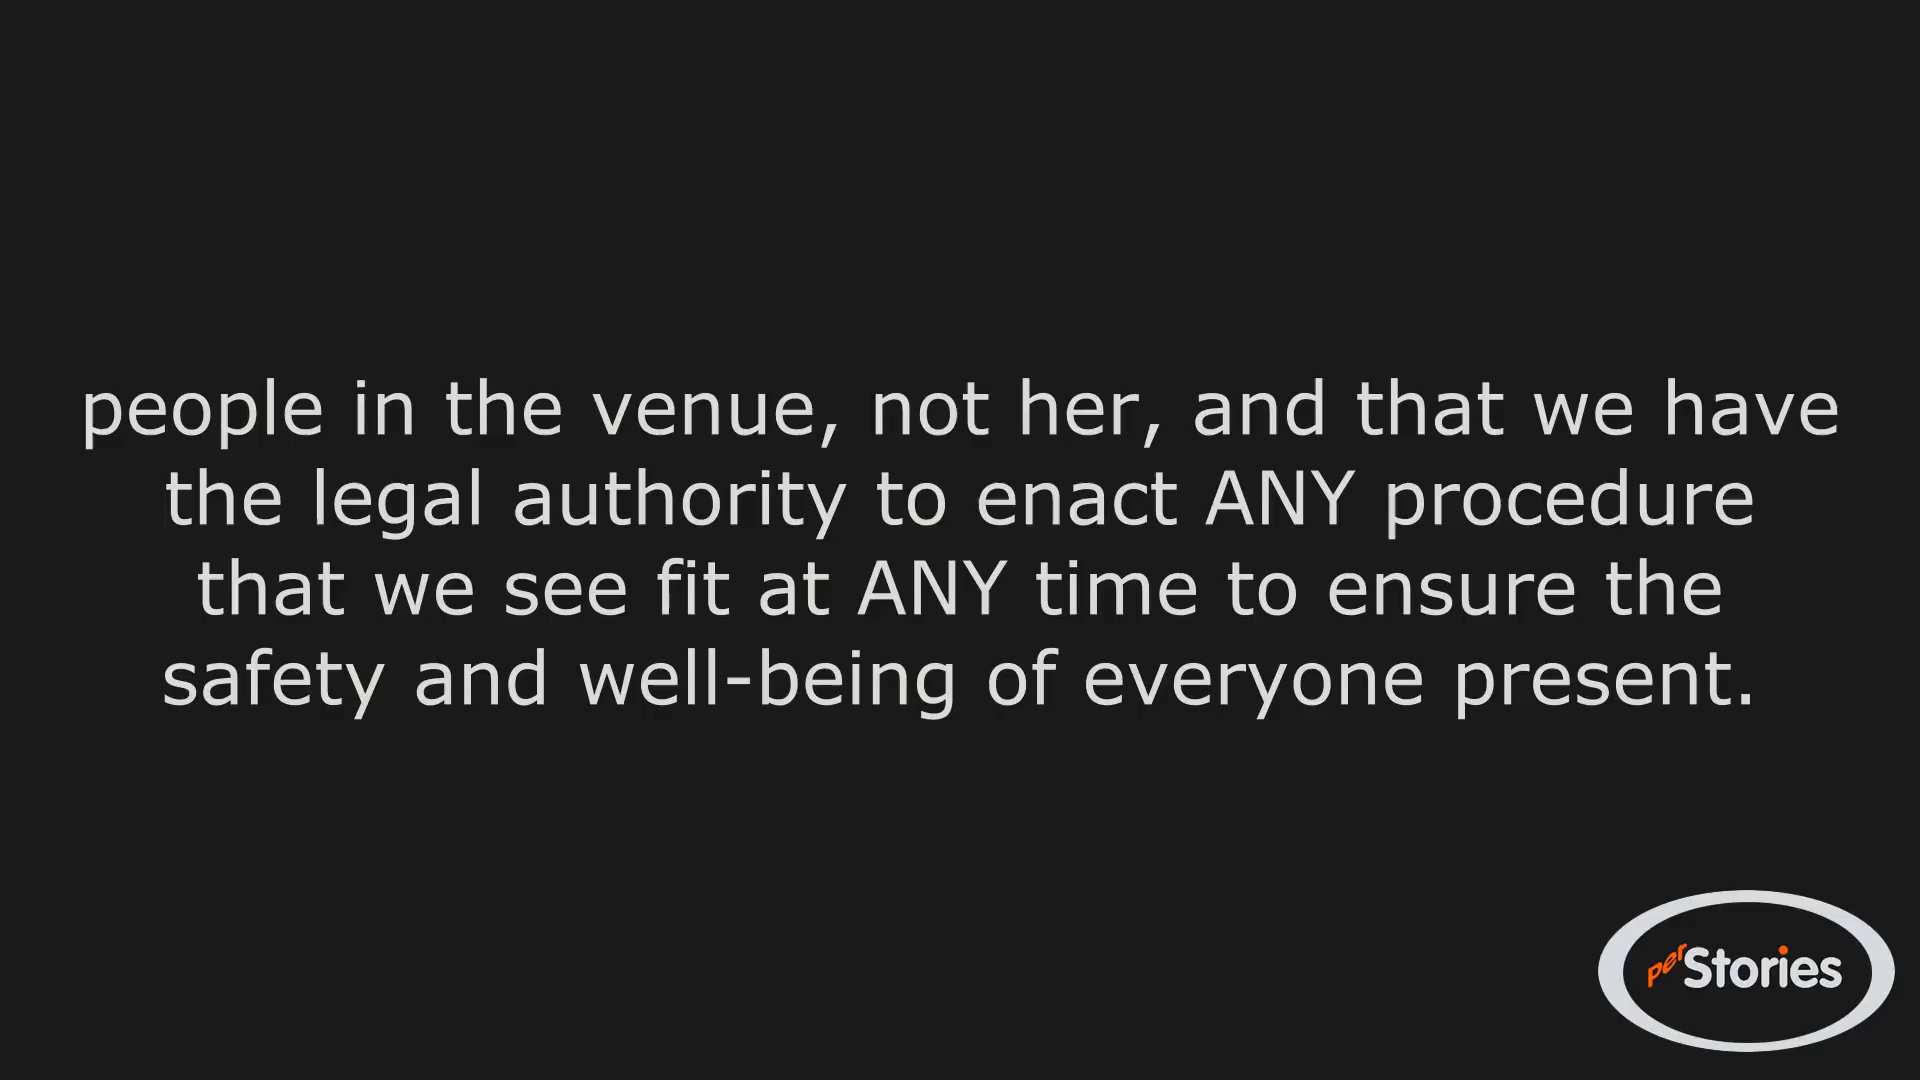 people in the venue, not her, and that we have
the legal authority to enact ANY procedure
that we see fit at ANY time to ensure the
safety and well-being of everyone present.
perStories